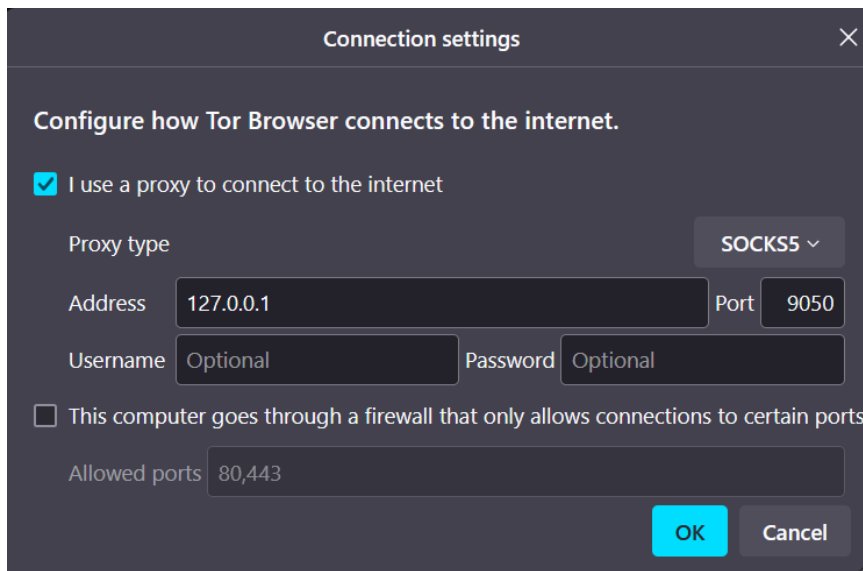 Connection settings
Configure how Tor Browser connects to the internet.
I use a proxy to connect to the internet
Proxy type SOCKS5
Address 127.0.0.1 Port 9050
Username Optional Password Optional
This computer goes through a firewall that only allows connections to certain ports
Allowed ports 80,443
OK Cancel